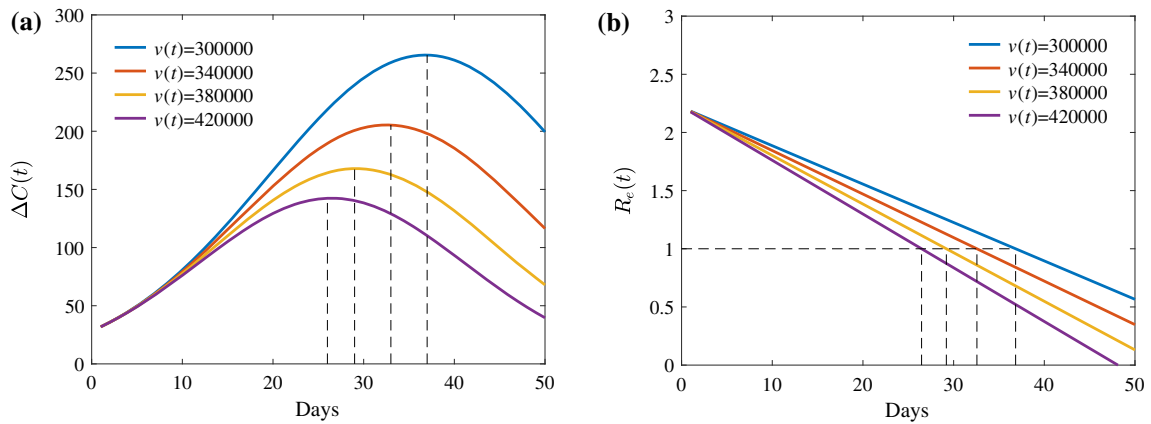 (a)
300
250
200
150
100
50
0
ΔC(t)
v(t)=300000
v(t)=340000
v(t)=380000
v(t)=420000
0 10 20 30 40 50
Days
(b)
3
2.5
2
1.5
1
0.5
0
R_e(t)
v(t)=300000
v(t)=340000
v(t)=380000
v(t)=420000
0 10 20 30 40 50
Days